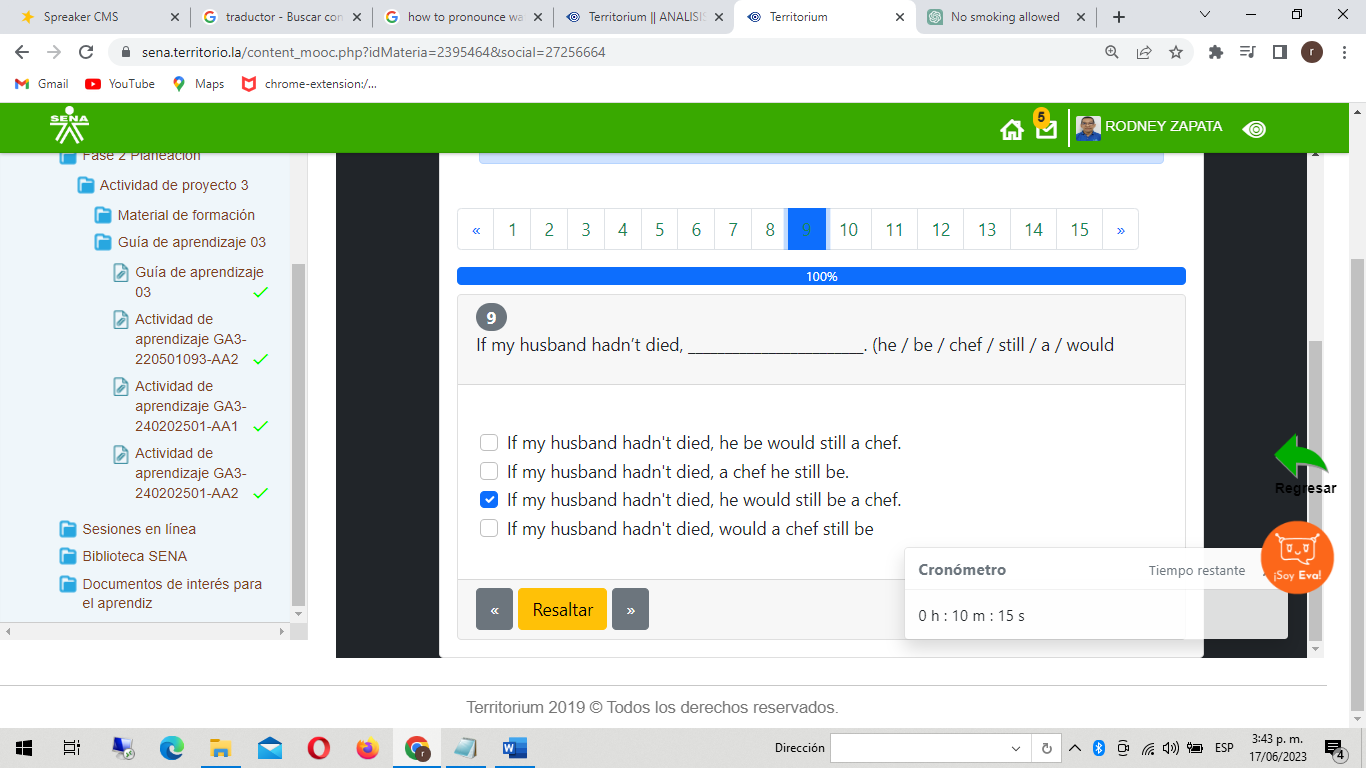 Spreaker CMS
traductor - Buscar con
how to pronounce wa
Territorium || ANALISIS
Territorium
No smoking allowed
sena.territorio.la/content_mooc.php?idMateria=2395464&social=27256664
r
Gmail
YouTube
Maps
chrome-extension:/...
SENA
5
RODNEY ZAPATA
Fase 2 Planeación
Actividad de proyecto 3
Material de formación
Guía de aprendizaje 03
Guía de aprendizaje
03
Actividad de
aprendizaje GA3-
220501093-AA2
Actividad de
aprendizaje GA3-
240202501-AA1
Actividad de
aprendizaje GA3-
240202501-AA2
Sesiones en línea
Biblioteca SENA
Documentos de interés para
el aprendiz
« 1 2 3 4 5 6 7 8 9 10 11 12 13 14 15 »
100%
9
If my husband hadn’t died, ______________________. (he / be / chef / still / a / would
If my husband hadn't died, he be would still a chef.
If my husband hadn't died, a chef he still be.
If my husband hadn't died, he would still be a chef.
If my husband hadn't died, would a chef still be
« Resaltar »
Regresar
¡Soy Eva!
Cronómetro
Tiempo restante
0 h : 10 m : 15 s
Territorium 2019 © Todos los derechos reservados.
Dirección
ESP
3:43 p. m.
17/06/2023
4